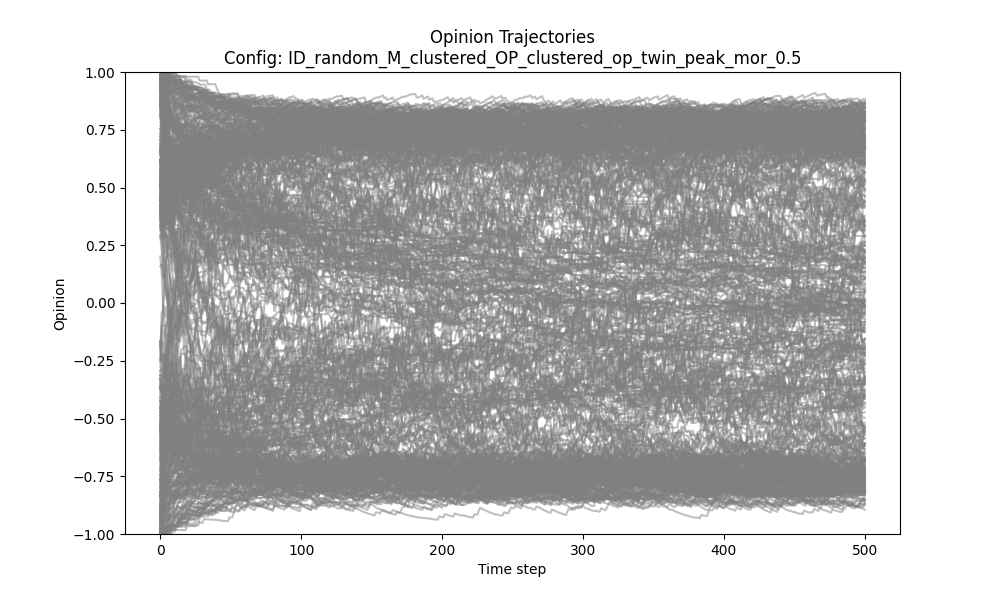 Opinion Trajectories
Config: ID_random_M_clustered_OP_clustered_op_twin_peak_mor_0.5
1.00
0.75
0.50
0.25
0.00
−0.25
−0.50
−0.75
−1.00
Opinion
0 100 200 300 400 500
Time step